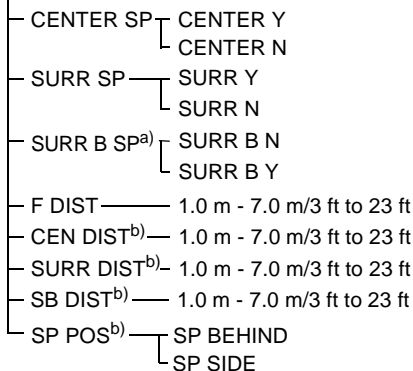 CENTER SP CENTER Y
CENTER N
SURR SP SURR Y
SURR N
SURR B SPa) SURR B N
SURR B Y
F DIST 1.0 m - 7.0 m/3 ft to 23 ft
CEN DISTb) 1.0 m - 7.0 m/3 ft to 23 ft
SURR DISTb) 1.0 m - 7.0 m/3 ft to 23 ft
SB DISTb) 1.0 m - 7.0 m/3 ft to 23 ft
SP POSb) SP BEHIND
SP SIDE